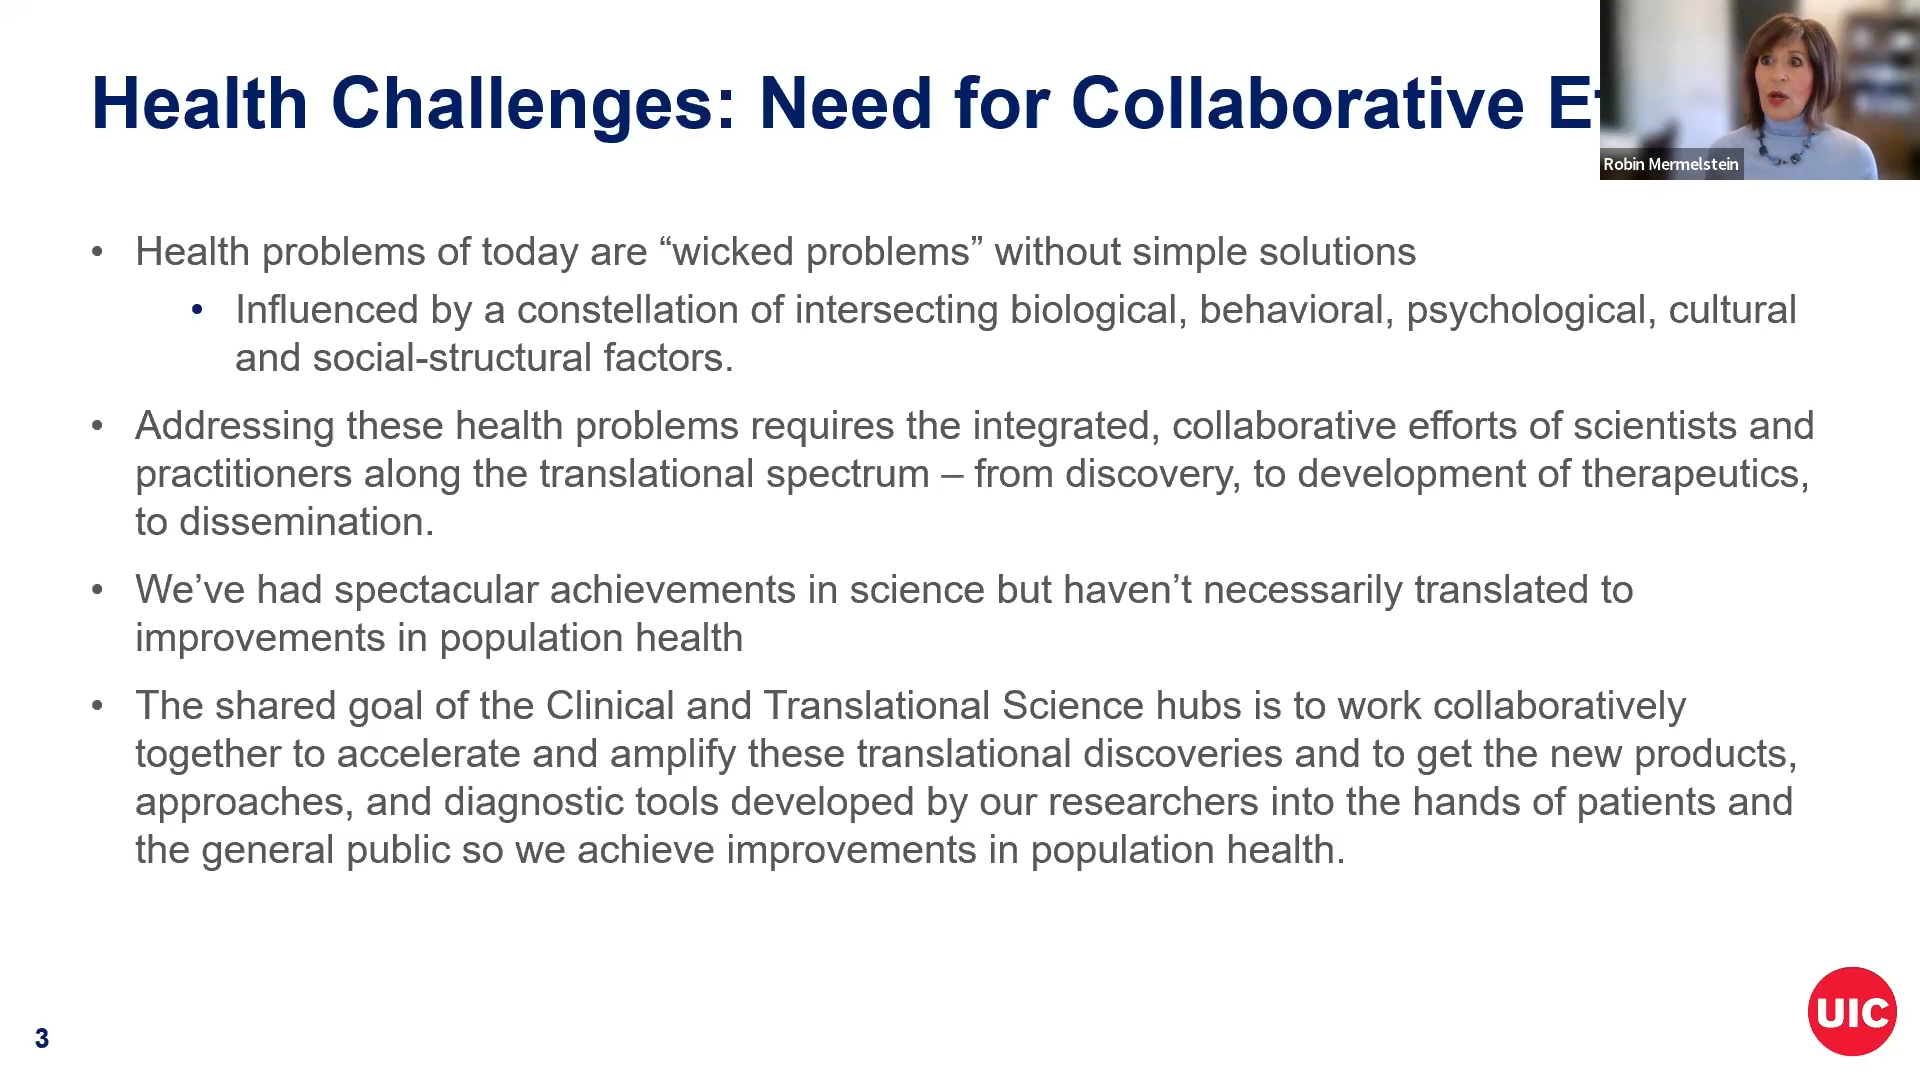 Health Challenges: Need for Collaborative
Robin Mermelstein
• Health problems of today are “wicked problems” without simple solutions
• Influenced by a constellation of intersecting biological, behavioral, psychological, cultural
and social-structural factors.
• Addressing these health problems requires the integrated, collaborative efforts of scientists and
practitioners along the translational spectrum – from discovery, to development of therapeutics,
to dissemination.
• We’ve had spectacular achievements in science but haven’t necessarily translated to
improvements in population health
• The shared goal of the Clinical and Translational Science hubs is to work collaboratively
together to accelerate and amplify these translational discoveries and to get the new products,
approaches, and diagnostic tools developed by our researchers into the hands of patients and
the general public so we achieve improvements in population health.
3
UIC